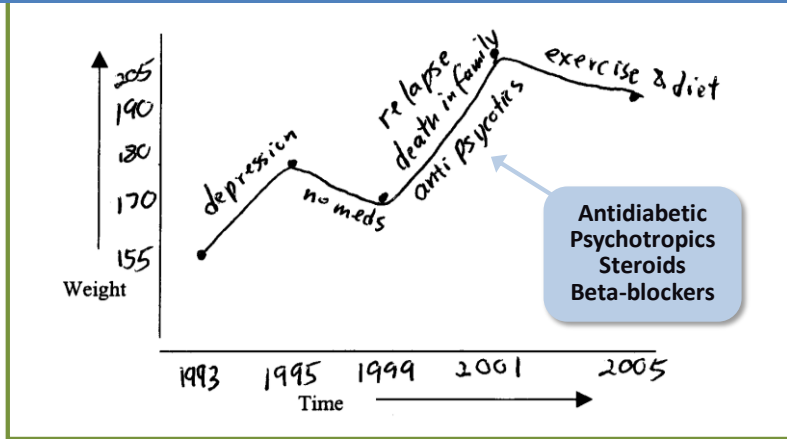 205
190
180
170
155
Weight
depression
no meds
relapse
death in family
anti psycotics
exercise & diet
Antidiabetic
Psychotropics
Steroids
Beta-blockers
1993 1995 1999 2001 2005
Time